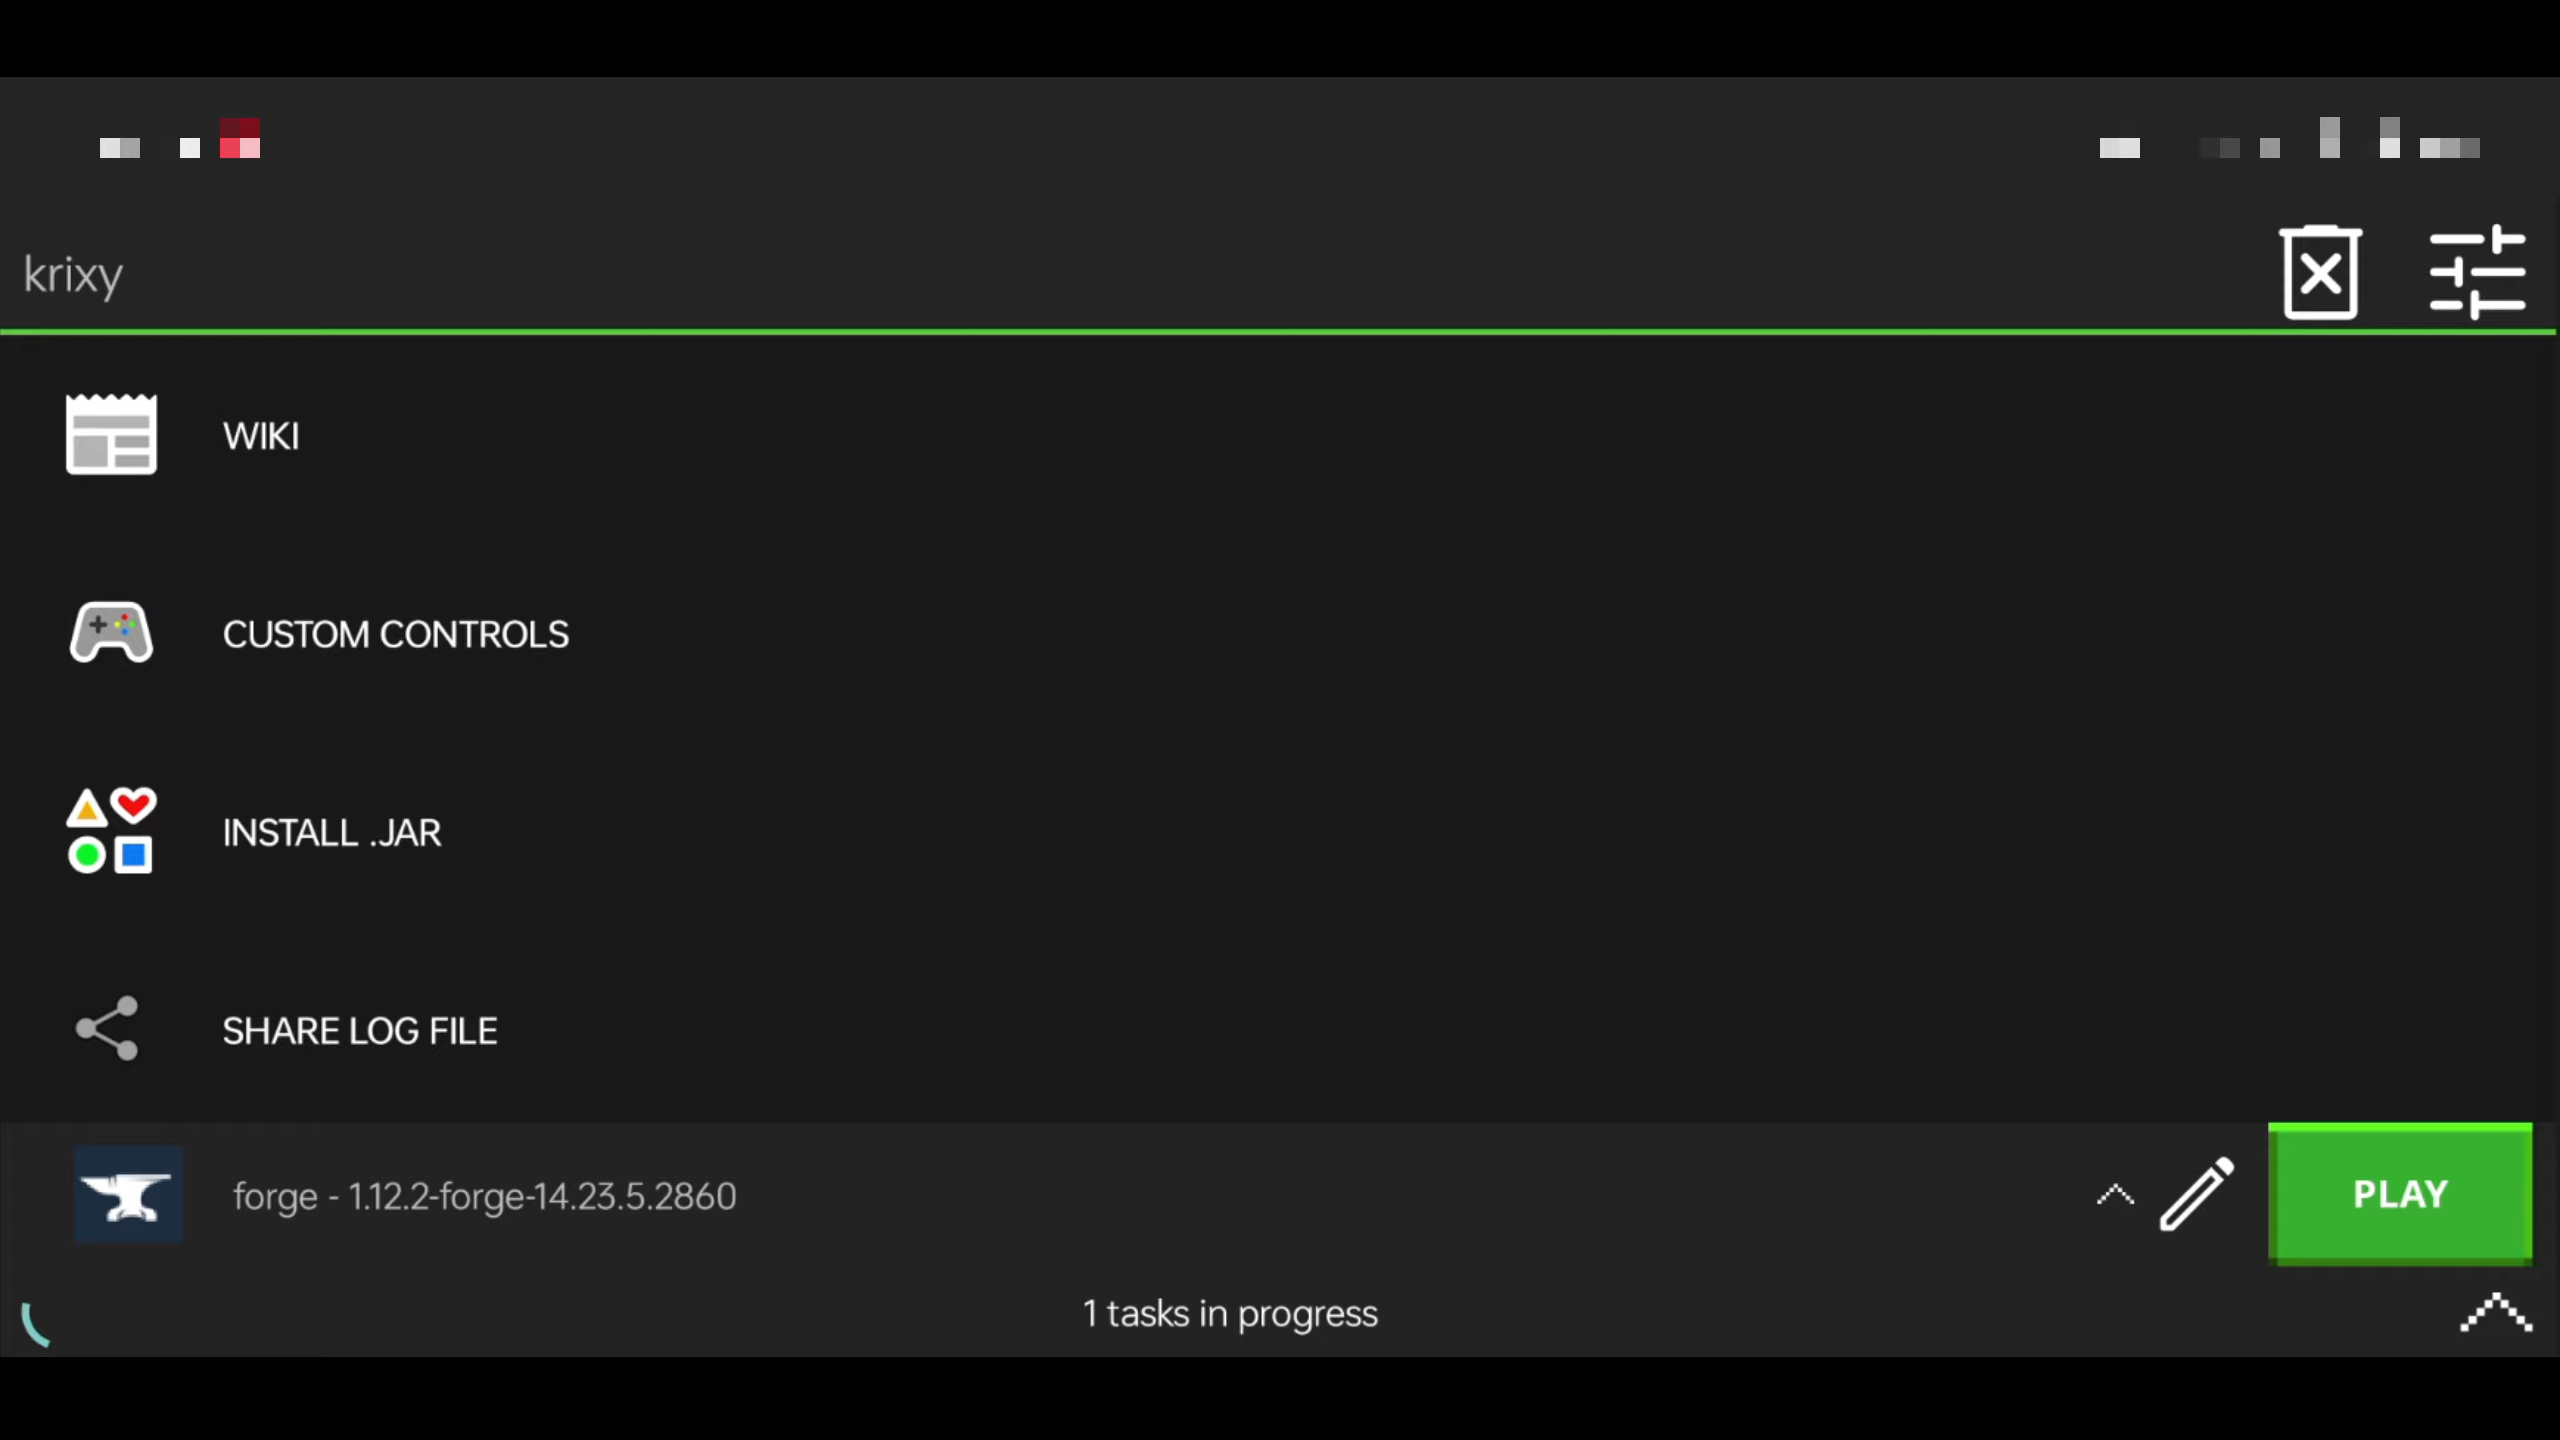 krixy
WIKI
CUSTOM CONTROLS
INSTALL .JAR
SHARE LOG FILE
forge - 1.12.2-forge-14.23.5.2860
PLAY
1 tasks in progress